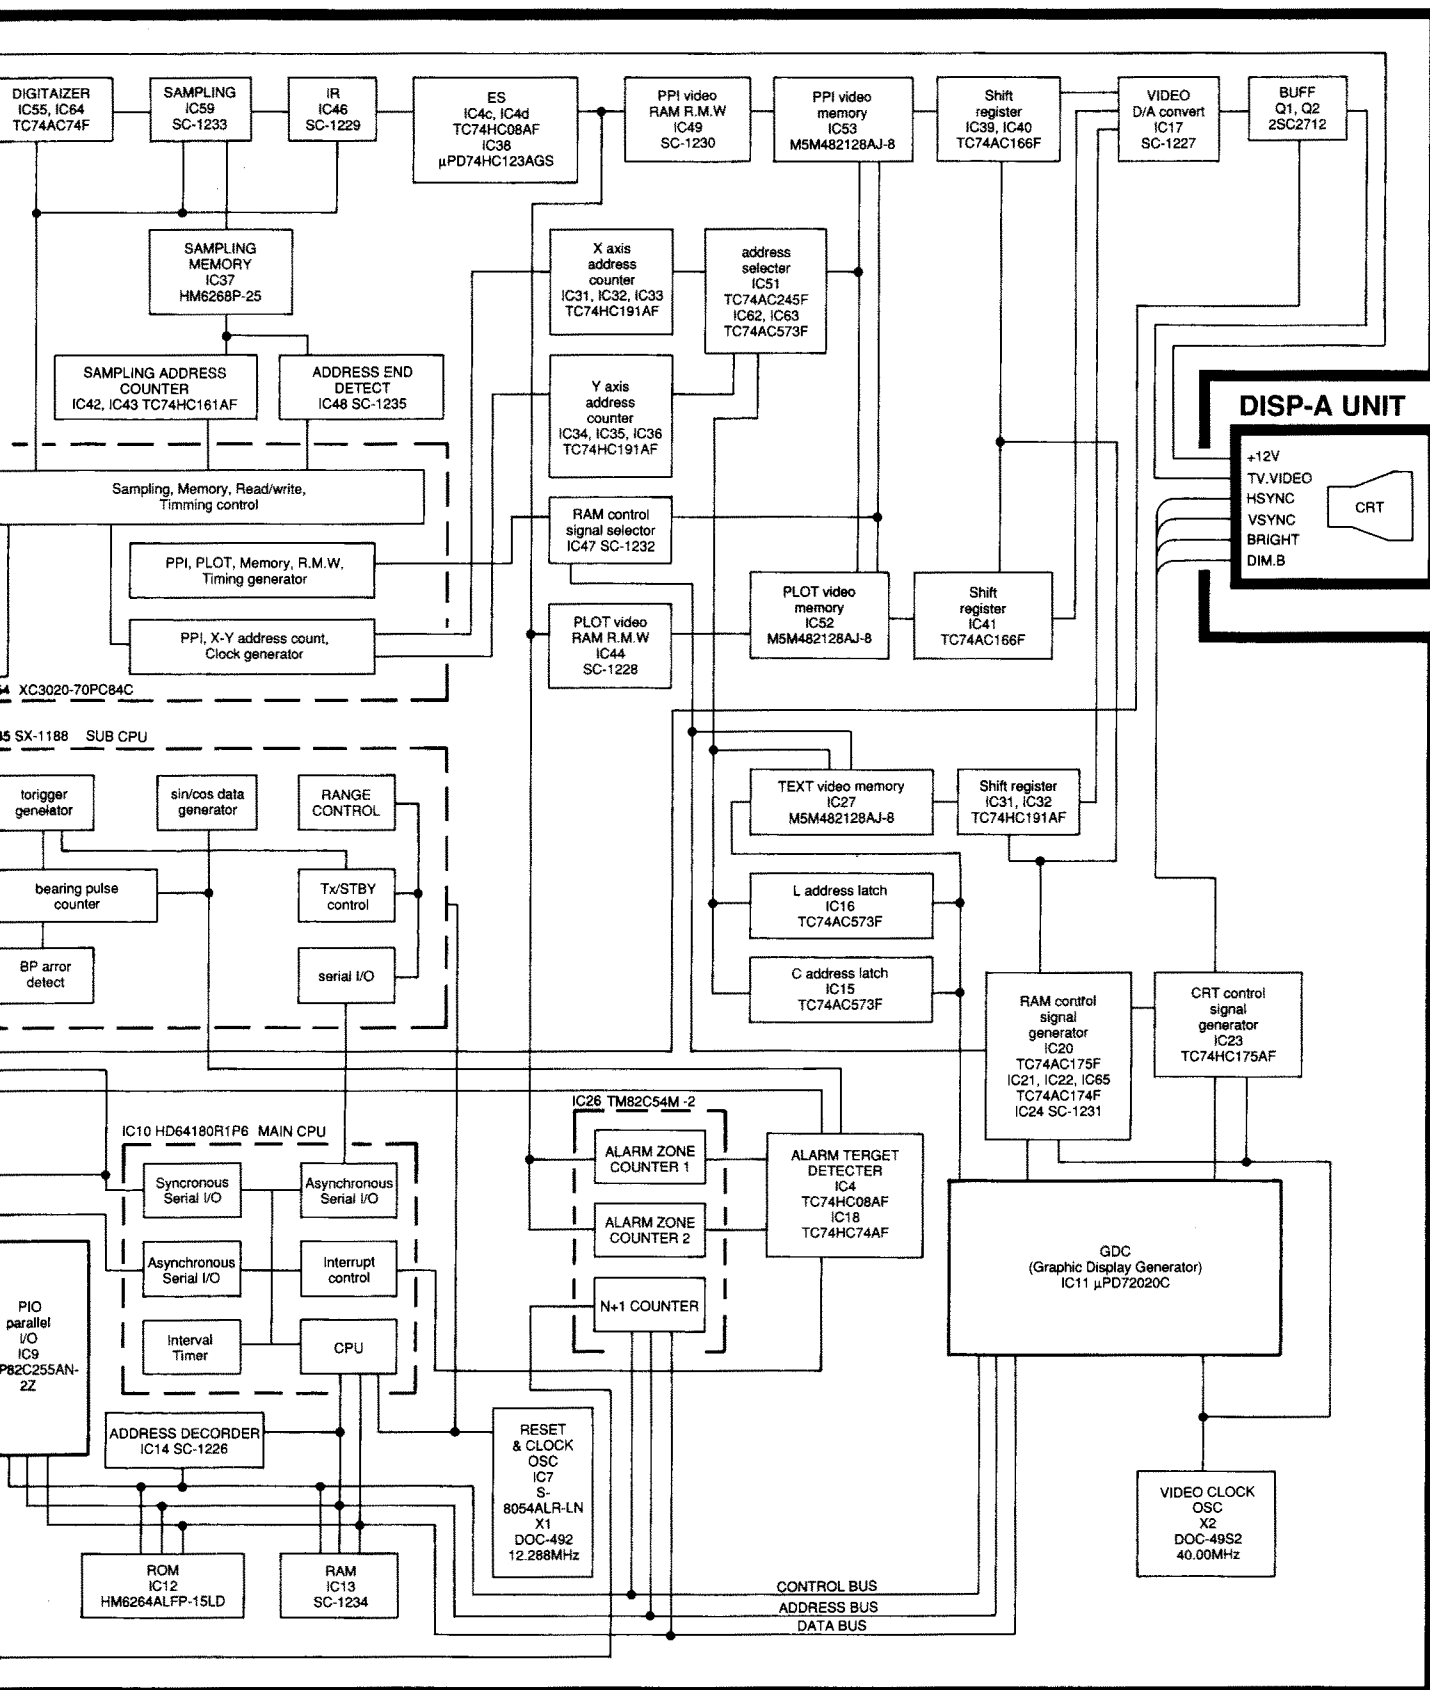 DIGITAIZER
IC55, IC64
TC74AC74F
SAMPLING
IC59
SC-1233
IR
IC46
SC-1229
ES
IC4c, IC4d
TC74HC08AF
IC38
µPD74HC123AGS
PPI video
RAM R.M.W
IC49
SC-1230
PPI video
memory
IC53
M5M482128AJ-8
Shift
register
IC39, IC40
TC74AC166F
VIDEO
D/A convert
IC17
SC-1227
BUFF
Q1, Q2
2SC2712
SAMPLING
MEMORY
IC37
HM6268P-25
X axis
address
counter
IC31, IC32, IC33
TC74HC191AF
address
selecter
IC51
TC74AC245F
IC62, IC63
TC74AC573F
SAMPLING ADDRESS
COUNTER
IC42, IC43 TC74HC161AF
ADDRESS END
DETECT
IC48 SC-1235
Y axis
address
counter
IC34, IC35, IC36
TC74HC191AF
DISP-A UNIT
+12V
TV.VIDEO
HSYNC
VSYNC
BRIGHT
DIM.B
CRT
Sampling, Memory, Read/write,
Timming control
RAM control
signal selector
IC47 SC-1232
PPI, PLOT, Memory, R.M.W,
Timing generator
PLOT video
memory
IC52
M5M482128AJ-8
Shift
register
IC41
TC74AC166F
PPI, X-Y address count,
Clock generator
PLOT video
RAM R.M.W
IC44
SC-1228
54 XC3020-70PC84C
45 SX-1188 SUB CPU
torigger
genelator
sin/cos data
generator
RANGE
CONTROL
TEXT video memory
IC27
M5M482128AJ-8
Shift register
IC31, IC32
TC74HC191AF
bearing pulse
counter
Tx/STBY
control
L address latch
IC16
TC74AC573F
BP arror
detect
serial I/O
C address latch
IC15
TC74AC573F
RAM control
signal
generator
IC20
TC74AC175F
IC21, IC22, IC65
TC74AC174F
IC24 SC-1231
CRT control
signal
generator
IC23
TC74HC175AF
IC26 TM82C54M -2
IC10 HD64180R1P6 MAIN CPU
ALARM ZONE
COUNTER 1
ALARM TERGET
DETECTER
IC4
TC74HC08AF
IC18
TC74HC74AF
Syncronous
Serial I/O
Asynchronous
Serial I/O
ALARM ZONE
COUNTER 2
Asynchronous
Serial I/O
Interrupt
control
GDC
(Graphic Display Generator)
IC11 µPD72020C
N+1 COUNTER
PIO
parallel
I/O
IC9
P82C255AN-
2Z
Interval
Timer
CPU
ADDRESS DECORDER
IC14 SC-1226
RESET
& CLOCK
OSC
IC7
S-
8054ALR-LN
X1
DOC-492
12.288MHz
VIDEO CLOCK
OSC
X2
DOC-49S2
40.00MHz
ROM
IC12
HM6264ALFP-15LD
RAM
IC13
SC-1234
CONTROL BUS
ADDRESS BUS
DATA BUS